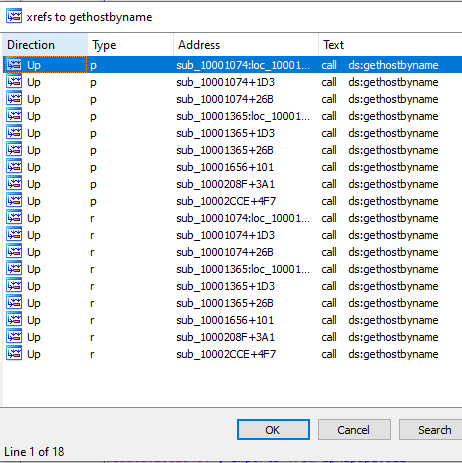 xrefs to gethostbyname
Direction Type Address Text
Up p sub_10001074:loc_10001... call ds:gethostbyname
Up p sub_10001074+1D3 call ds:gethostbyname
Up p sub_10001074+26B call ds:gethostbyname
Up p sub_10001365:loc_10001... call ds:gethostbyname
Up p sub_10001365+1D3 call ds:gethostbyname
Up p sub_10001365+26B call ds:gethostbyname
Up p sub_10001656+101 call ds:gethostbyname
Up p sub_1000208F+3A1 call ds:gethostbyname
Up p sub_10002CCE+4F7 call ds:gethostbyname
Up r sub_10001074:loc_10001... call ds:gethostbyname
Up r sub_10001074+1D3 call ds:gethostbyname
Up r sub_10001074+26B call ds:gethostbyname
Up r sub_10001365:loc_10001... call ds:gethostbyname
Up r sub_10001365+1D3 call ds:gethostbyname
Up r sub_10001365+26B call ds:gethostbyname
Up r sub_10001656+101 call ds:gethostbyname
Up r sub_1000208F+3A1 call ds:gethostbyname
Up r sub_10002CCE+4F7 call ds:gethostbyname
OK Cancel Search
Line 1 of 18